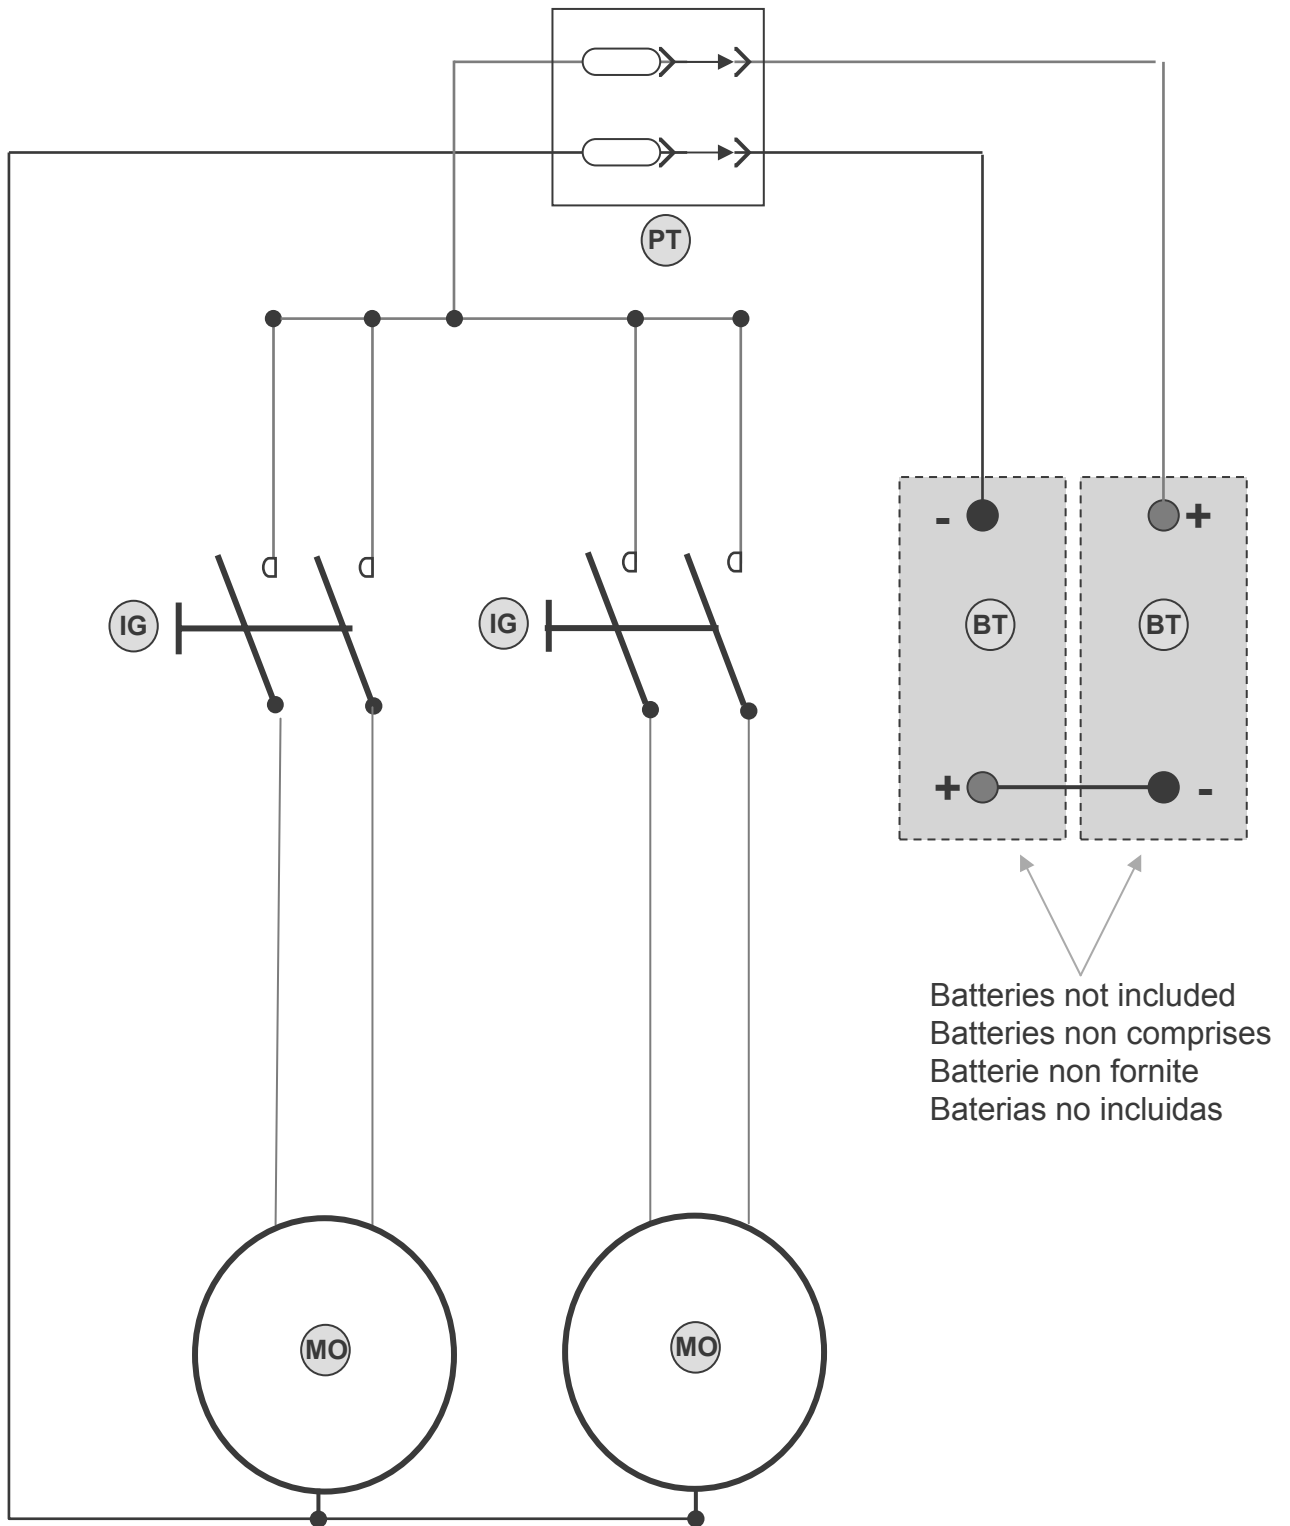 PT
- +
IG IG BT BT
+ -
Batteries not included
Batteries non comprises
Batterie non fornite
Baterias no incluidas
MO MO